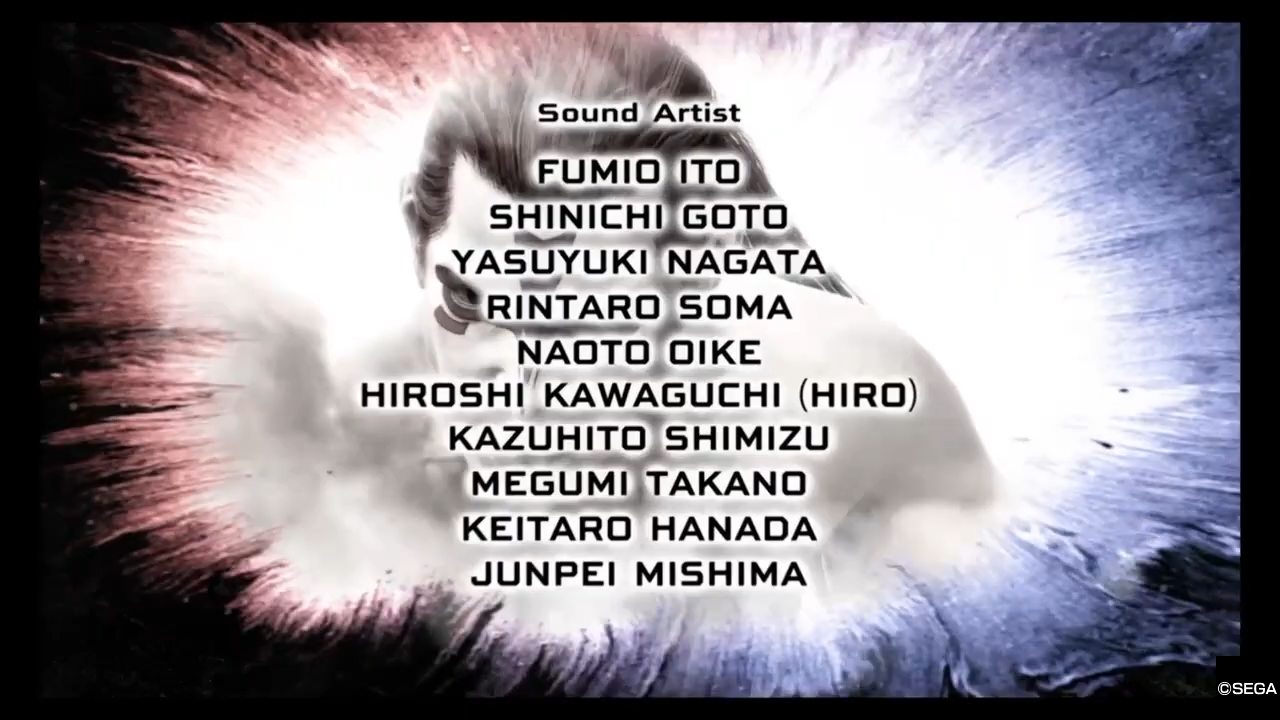 Sound Artist
FUMIO ITO
SHINICHI GOTO
YASUYUKI NAGATA
RINTARO SOMA
NAOTO OIKE
HIROSHI KAWAGUCHI (HIRO)
KAZUHITO SHIMIZU
MEGUMI TAKANO
KEITARO HANADA
JUNPEI MISHIMA
©SEGA